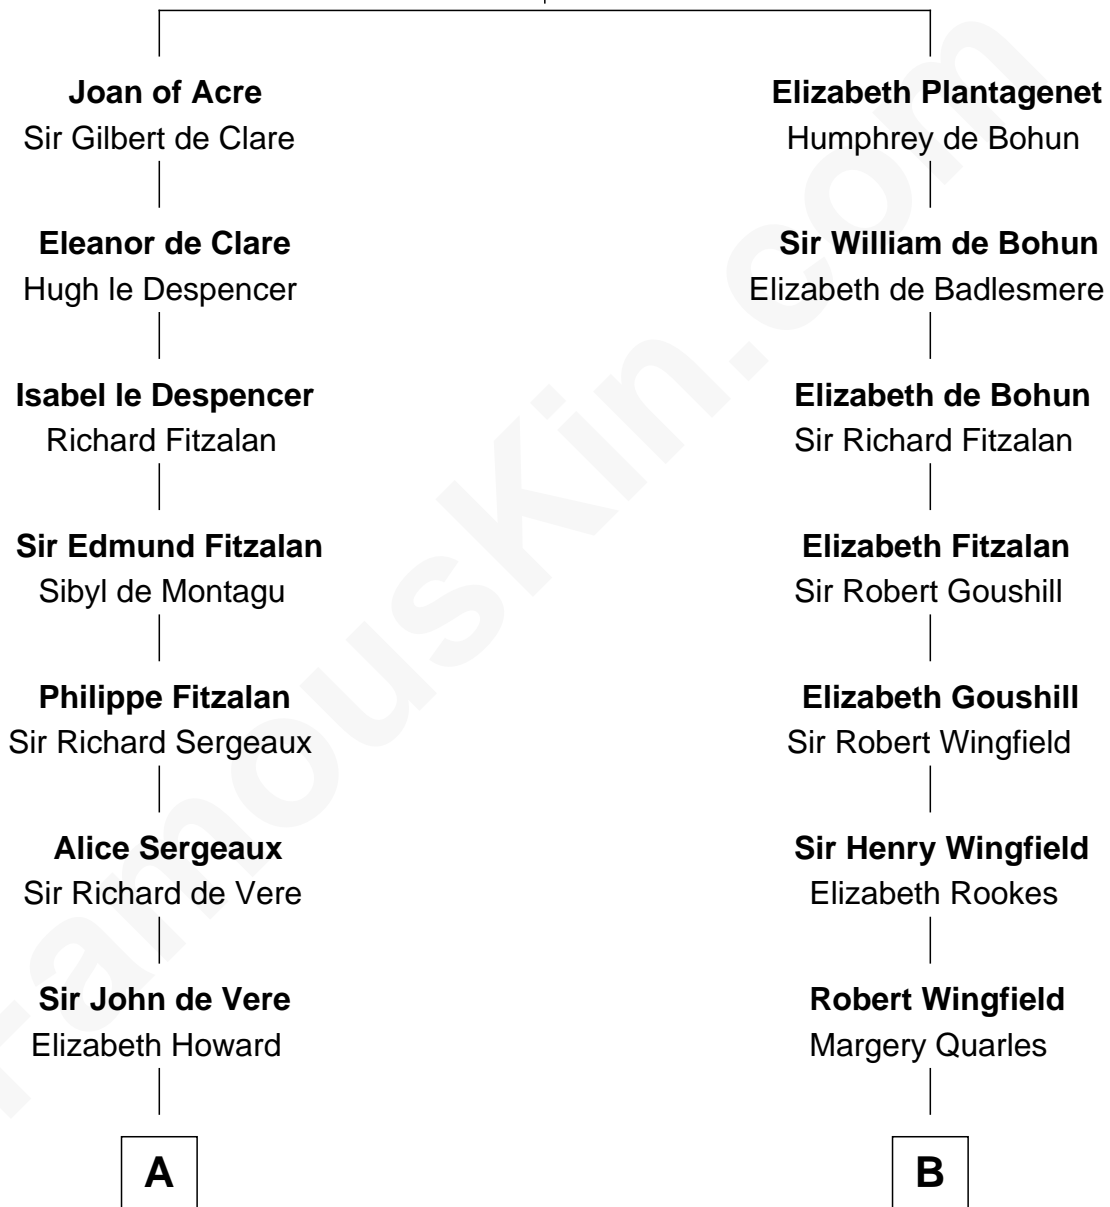 Joan of Acre
Sir Gilbert de Clare
Eleanor de Clare
Hugh le Despencer
Isabel le Despencer
Richard Fitzalan
Sir Edmund Fitzalan
Sibyl de Montagu
Philippe Fitzalan
Sir Richard Sergeaux
Alice Sergeaux
Sir Richard de Vere
Sir John de Vere
Elizabeth Howard
A
Elizabeth Plantagenet
Humphrey de Bohun
Sir William de Bohun
Elizabeth de Badlesmere
Elizabeth de Bohun
Sir Richard Fitzalan
Elizabeth Fitzalan
Sir Robert Goushill
Elizabeth Goushill
Sir Robert Wingfield
Sir Henry Wingfield
Elizabeth Rookes
Robert Wingfield
Margery Quarles
B
FamousKin.com